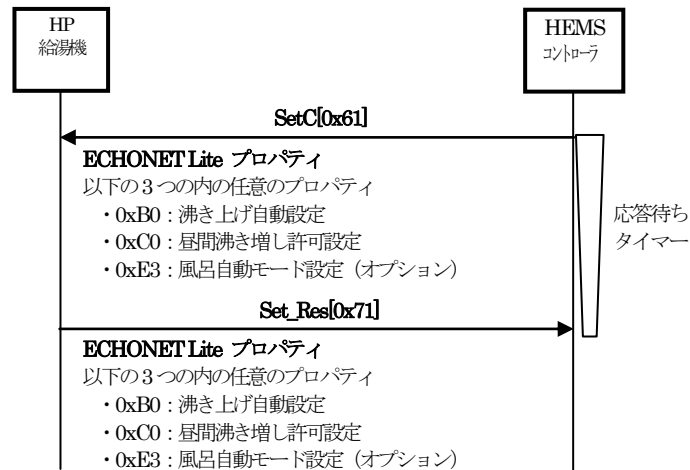 HP
給湯機
HEMS
コントローラ
SetC[0x61]
ECHONET Lite プロパティ
以下の3つの内の任意のプロパティ
・0xB0:沸き上げ自動設定
・0xC0:昼間沸き増し許可設定
・0xE3:風呂自動モード設定(オプション)
応答待ち
タイマー
Set_Res[0x71]
ECHONET Lite プロパティ
以下の3つの内の任意のプロパティ
・0xB0:沸き上げ自動設定
・0xC0:昼間沸き増し許可設定
・0xE3:風呂自動モード設定(オプション)